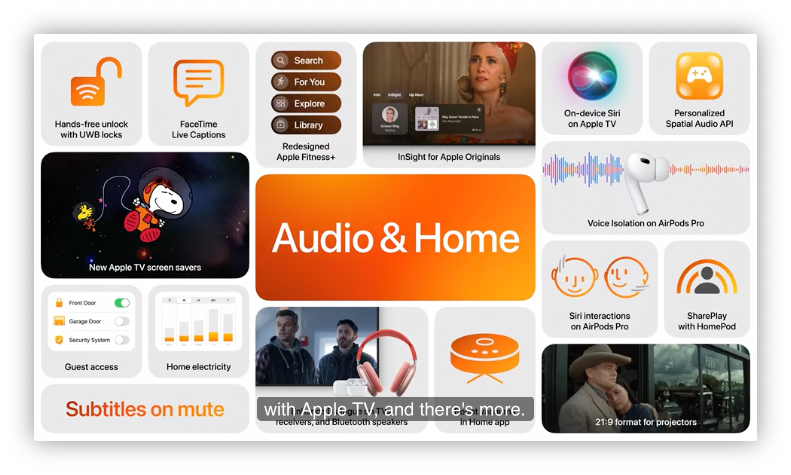 Hands-free unlock
with UWB locks
FaceTime
Live Captions
Search
For You
Explore
Library
Redesigned
Apple Fitness+
Info InSight Up Next
InSight for Apple Originals
On-device Siri
on Apple TV
Personalized
Spatial Audio API
New Apple TV screen savers
Audio & Home
Voice Isolation on AirPods Pro
Front Door
Garage Door
Security System
Guest access
Home electricity
Siri interactions
on AirPods Pro
SharePlay
with HomePod
Subtitles on mute
with Apple TV, and there's more.
receivers, and Bluetooth speakers
in Home app
21:9 format for projectors